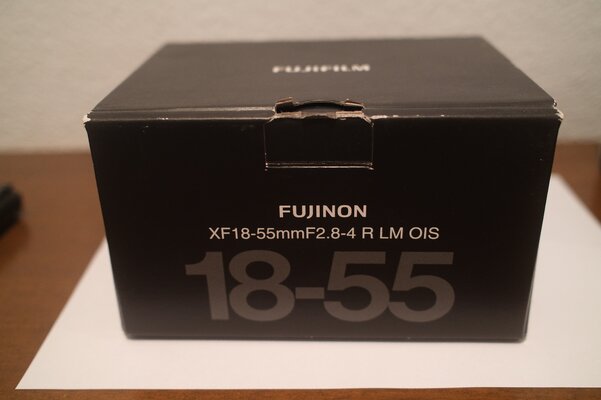 FUJIFILM
FUJINON
XF18-55mmF2.8-4 R LM OIS
18-55